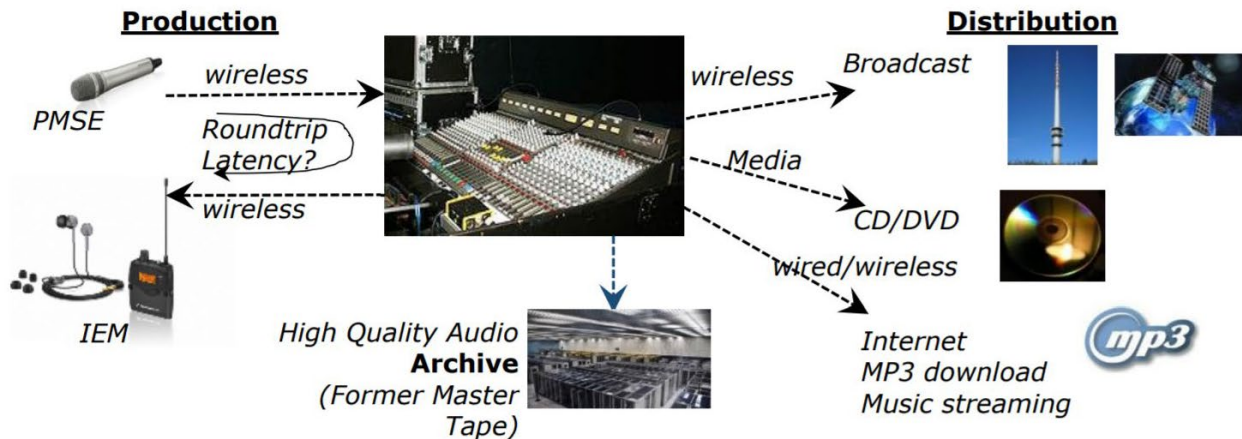 Production
Distribution
wireless
PMSE
Roundtrip
Latency?
wireless
IEM
wireless
Broadcast
Media
CD/DVD
wired/wireless
High Quality Audio
Archive
(Former Master
Tape)
Internet
MP3 download
Music streaming
mp3